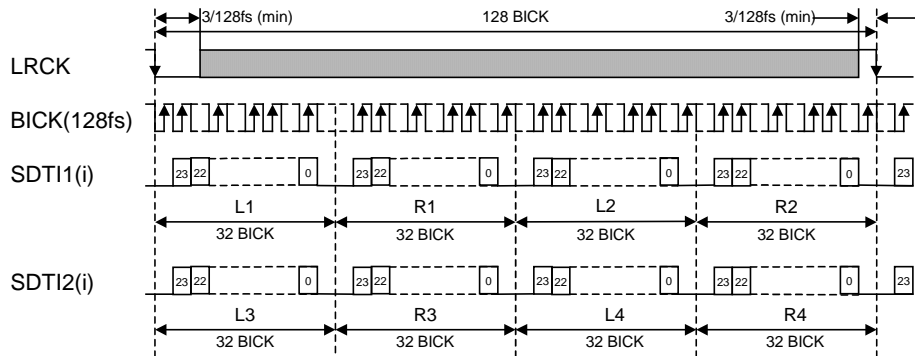 3/128fs (min) 128 BICK 3/128fs (min)
LRCK
BICK(128fs)
SDTI1(i) 23 22 0 23 22 0 23 22 0 23 22 0 23
L1 R1 L2 R2
32 BICK 32 BICK 32 BICK 32 BICK
SDTI2(i) 23 22 0 23 22 0 23 22 0 23 22 0 23
L3 R3 L4 R4
32 BICK 32 BICK 32 BICK 32 BICK